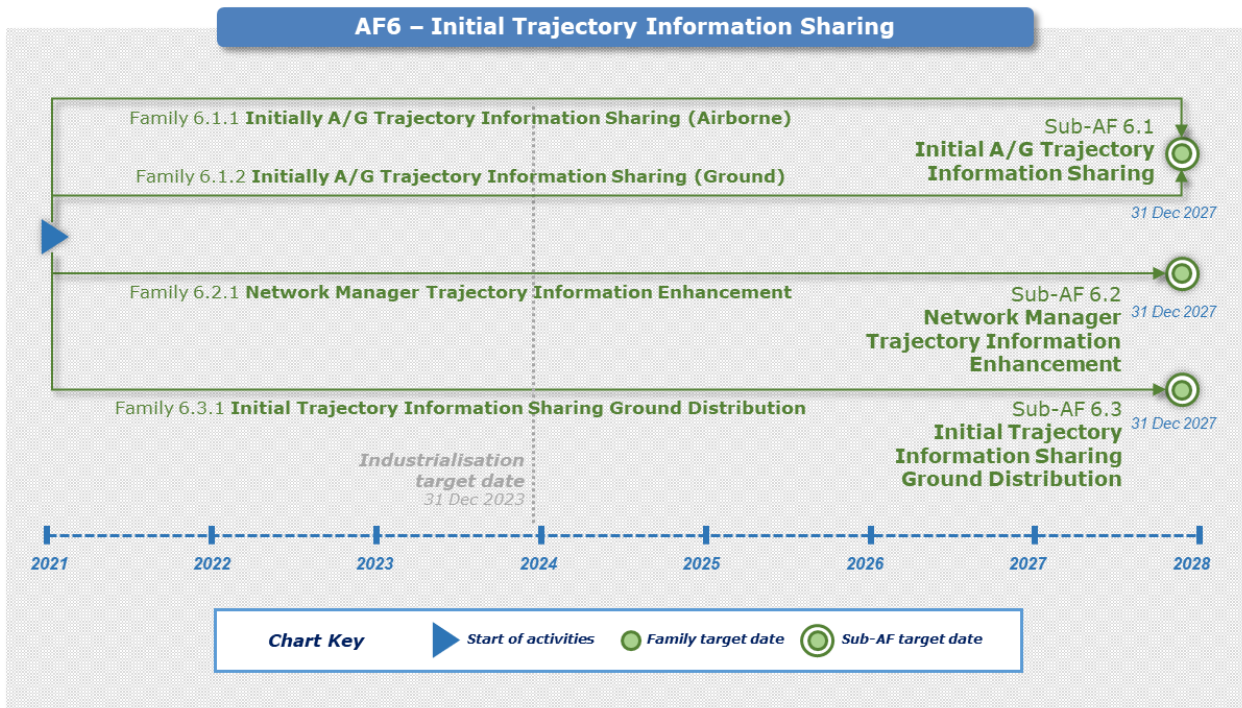 AF6 – Initial Trajectory Information Sharing
Family 6.1.1 Initially A/G Trajectory Information Sharing (Airborne)
Sub-AF 6.1
Initial A/G Trajectory
Information Sharing
Family 6.1.2 Initially A/G Trajectory Information Sharing (Ground)
31 Dec 2027
Family 6.2.1 Network Manager Trajectory Information Enhancement
Sub-AF 6.2
Network Manager
Trajectory Information
Enhancement
31 Dec 2027
Family 6.3.1 Initial Trajectory Information Sharing Ground Distribution
Sub-AF 6.3
Initial Trajectory
Information Sharing
Ground Distribution
31 Dec 2027
Industrialisation
target date
31 Dec 2023
2021 2022 2023 2024 2025 2026 2027 2028
Chart Key Start of activities Family target date Sub-AF target date